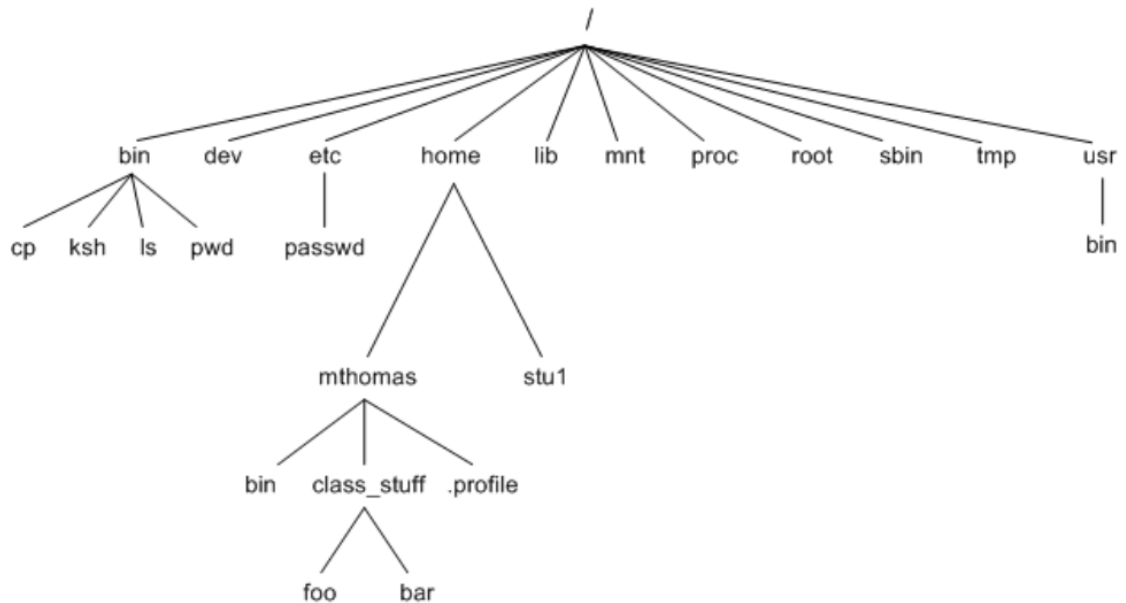 /
bin dev etc home lib mnt proc root sbin tmp usr
cp ksh ls pwd passwd bin
mthomas stu1
bin class_stuff .profile
foo bar